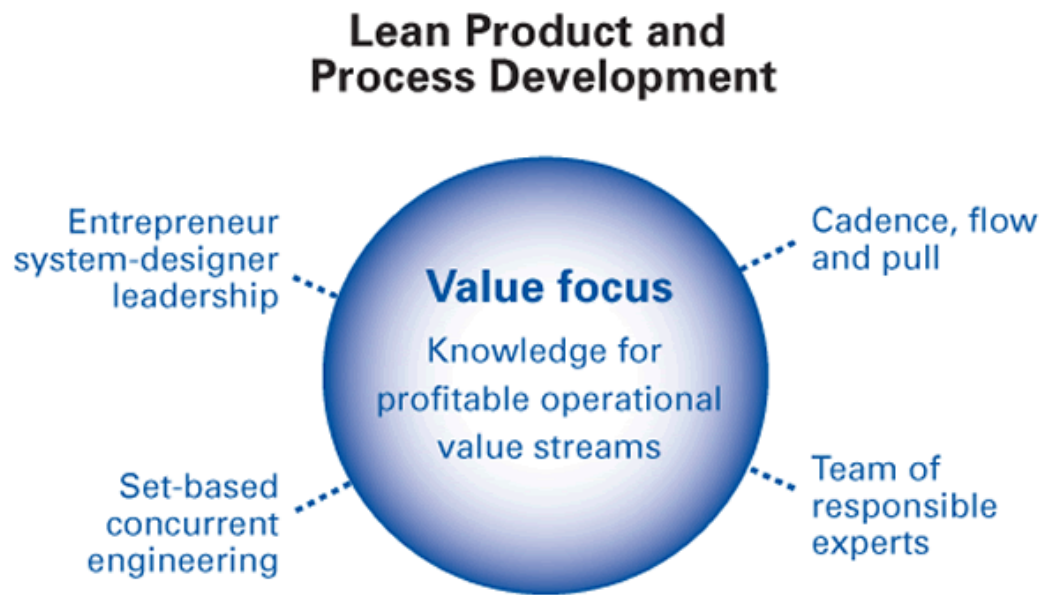 Lean Product and
Process Development
Entrepreneur
system-designer
leadership
Cadence, flow
and pull
Value focus
Knowledge for
profitable operational
value streams
Set-based
concurrent
engineering
Team of
responsible
experts